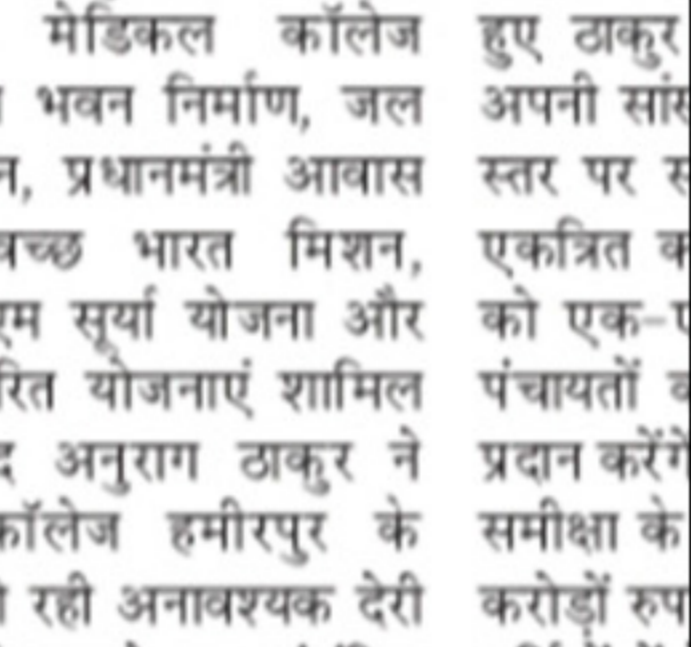 मेडिकल कॉलेज
भवन निर्माण, जल
प्रधानमंत्री आवास
भारत मिशन,
सूर्या योजना और
योजनाएं शामिल
अनुराग ठाकुर ने
कॉलेज हमीरपुर के
रही अनावश्यक देरी
हुए ठाकुर
अपनी
स्तर पर
एकत्रित
को एक-
पंचायतों
प्रदान करेंगे
समीक्षा के
करोड़ों